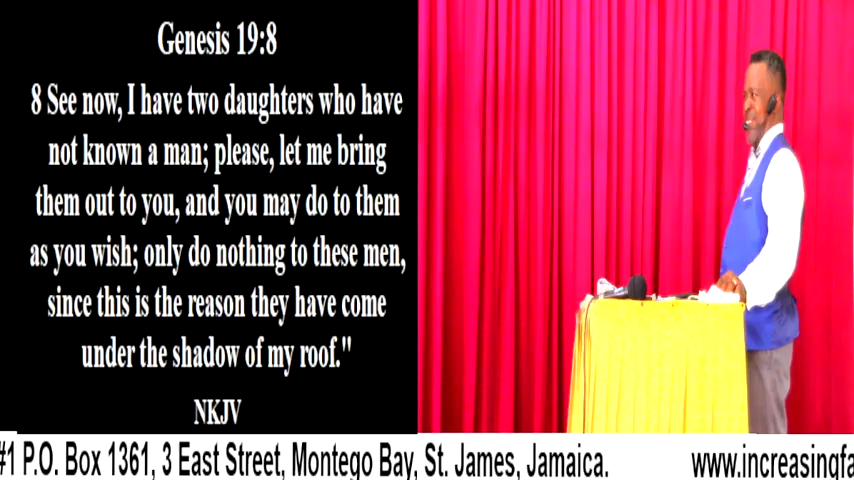 Genesis 19:8
8 See now, I have two daughters who have
not known a man; please, let me bring
them out to you, and you may do to them
as you wish; only do nothing to these men,
since this is the reason they have come
under the shadow of my roof."
NKJV
#1 P.O. Box 1361, 3 East Street, Montego Bay, St. James, Jamaica. www.increasingfa